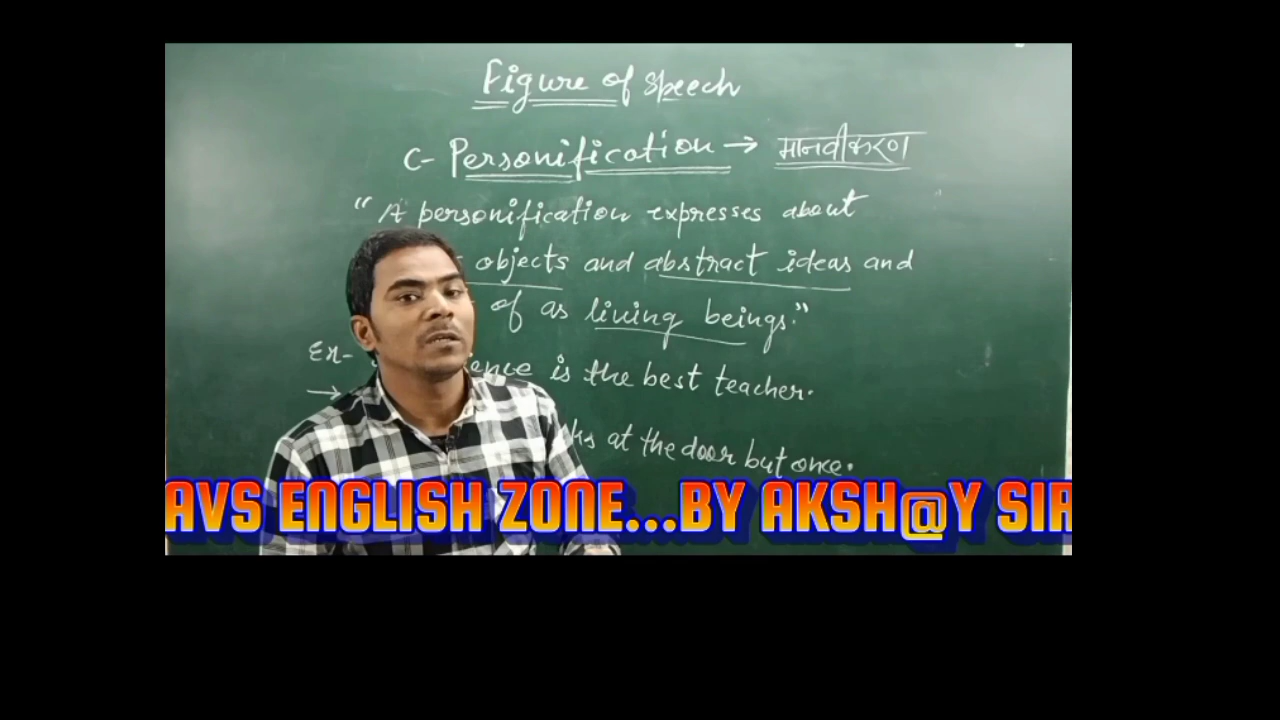 Figure of speech
C- Personification → मानवीकरण
“ A personification expresses about
objects and abstract ideas and
of as living beings.”
Ex-
→ is the best teacher.
at the door but once.
AVS ENGLISH ZONE...BY AKSH@Y SIR